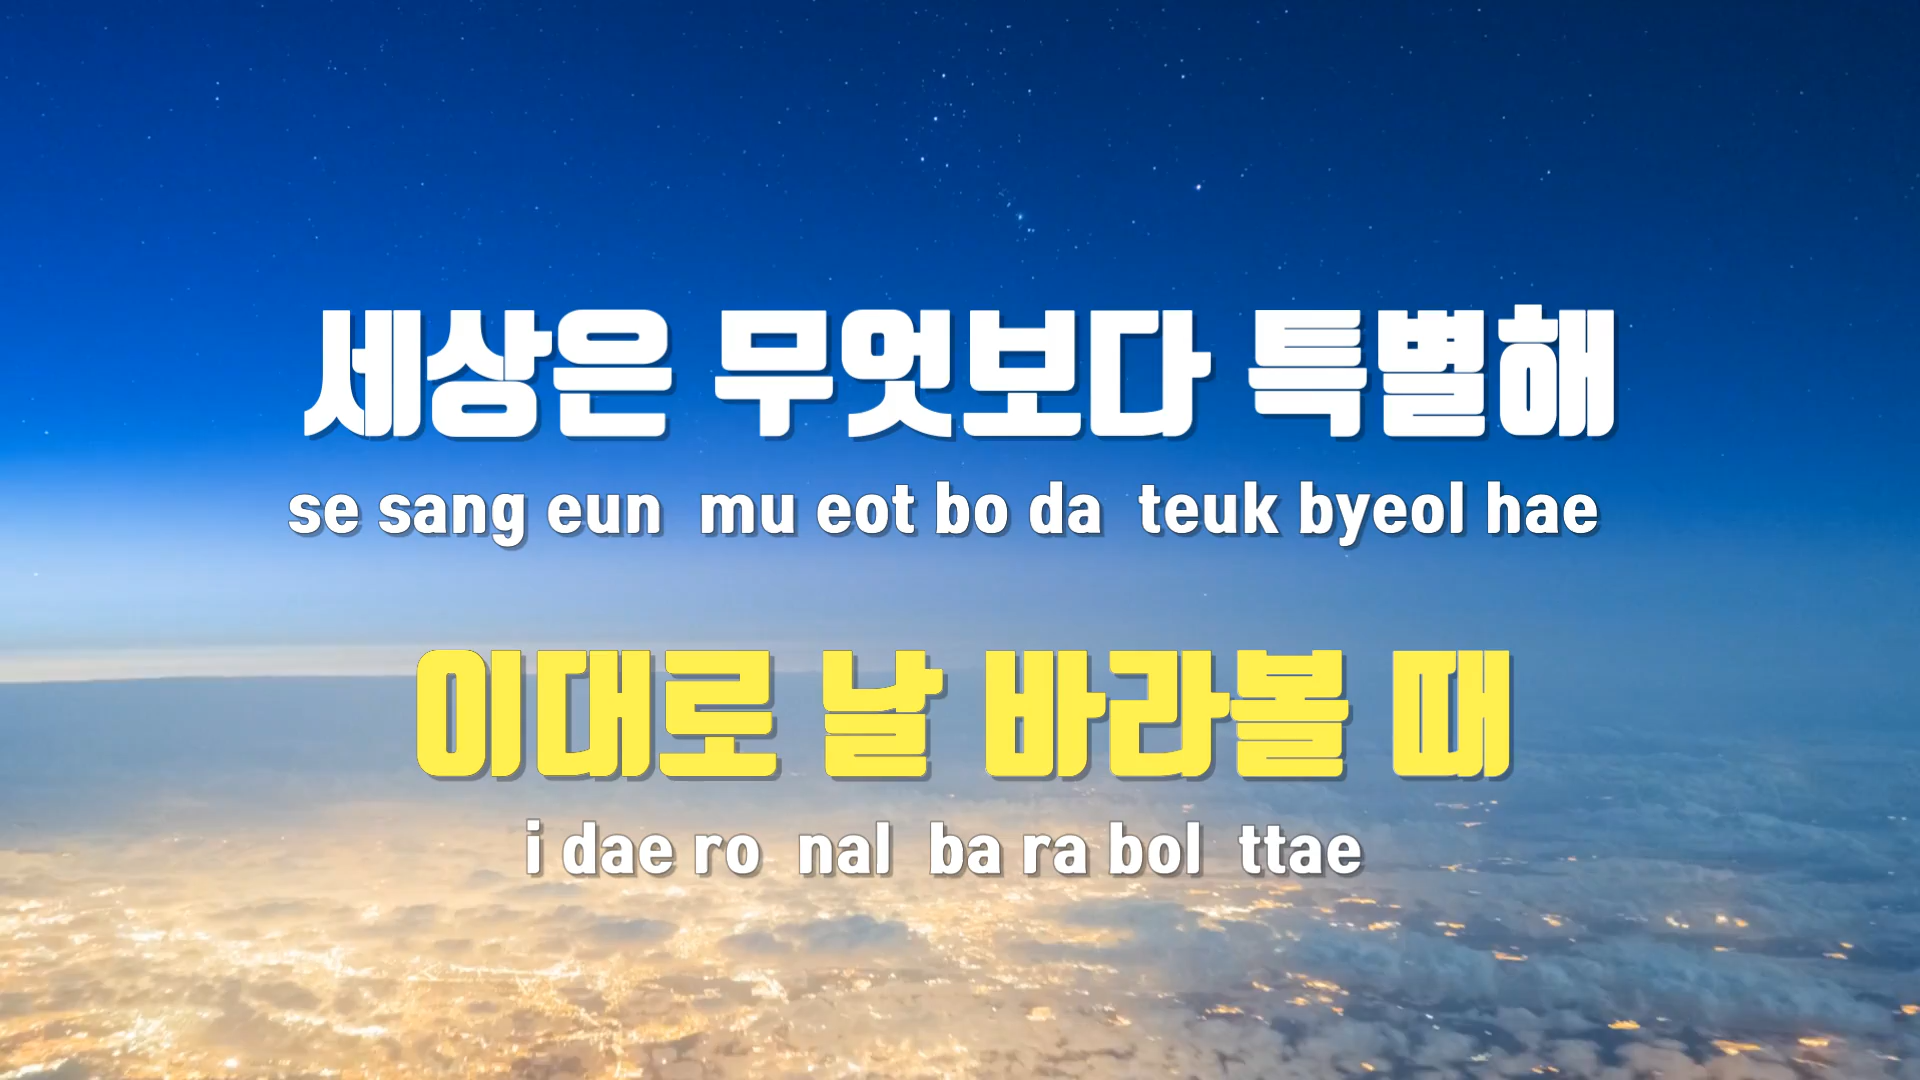 세상은 무엇보다 특별해
se sang eun mu eot bo da teuk byeol hae
이대로 날 바라볼 때
i dae ro nal ba ra bol ttae